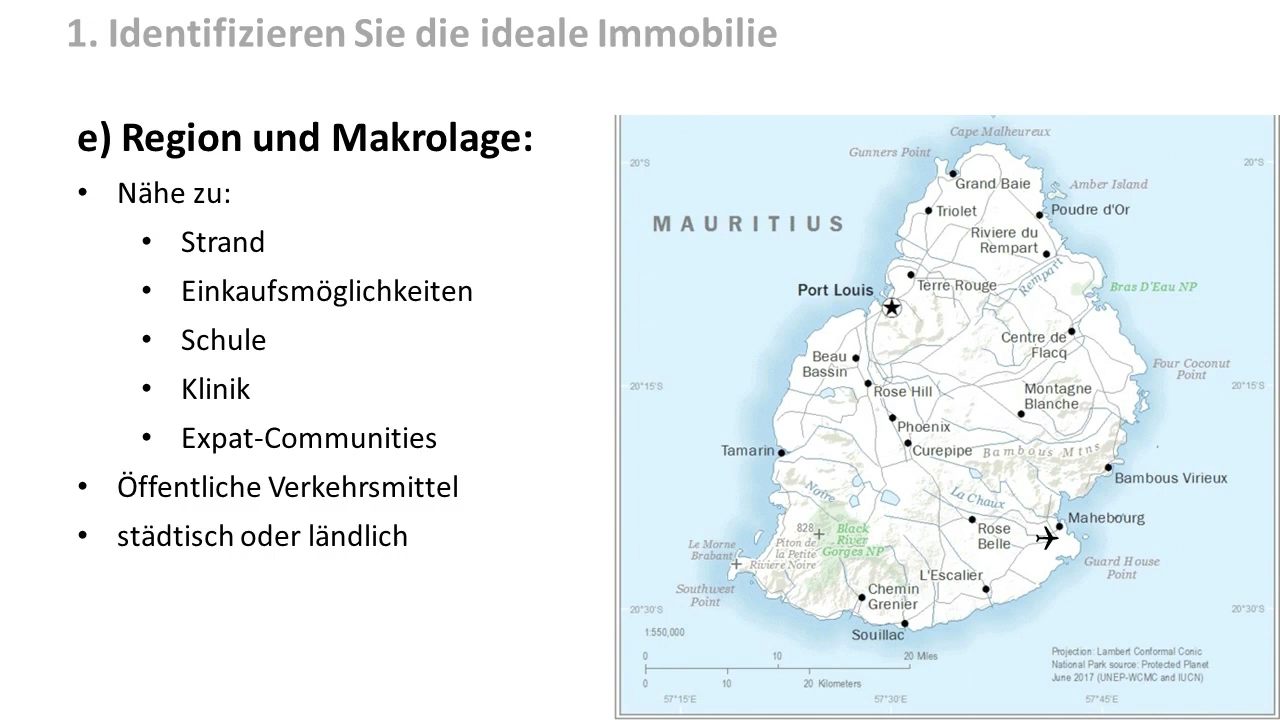 1. Identifizieren Sie die ideale Immobilie
e) Region und Makrolage:
• Nähe zu:
• Strand
• Einkaufsmöglichkeiten
• Schule
• Klinik
• Expat-Communities
• Öffentliche Verkehrsmittel
• städtisch oder ländlich
Cape Malheureux
Gunners Point
20°S
20°S
Grand Baie
Amber Island
Triolet
Poudre d'Or
MAURITIUS
Riviere du
Rempart
Rempart
Terre Rouge
Port Louis
Bras D'Eau NP
Centre de
Flacq
Beau
Bassin
Four Coconut
Point
20°15'S
20°15'S
Rose Hill
Montagne
Blanche
Phoenix
Tamarin
Curepipe
Bambous Mtns
Bambous Virieux
Noire
La Chaux
Mahebourg
828
Black
River
Gorges NP
Rose
Belle
Piton de
la Petite
Riviere Noire
Le Morne
Brabant
Guard House
Point
L'Escalier
Southwest
Point
Chemin
Grenier
20°30'S
20°30'S
Souillac
1:550,000
0 10 20 Miles
0 10 20 Kilometers
Projection: Lambert Conformal Conic
National Park source: Protected Planet
June 2017 (UNEP-WCMC and IUCN)
57°15'E
57°30'E
57°45'E